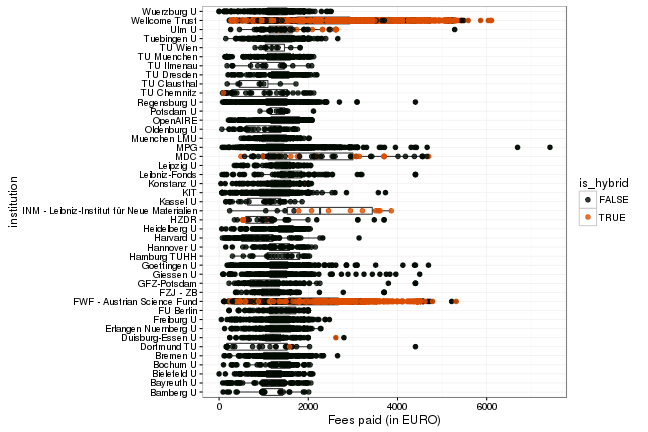 Wuerzburg U
Wellcome Trust
Ulm U
Tuebingen U
TU Wien
TU Muenchen
TU Ilmenau
TU Dresden
TU Clausthal
TU Chemnitz
Regensburg U
Potsdam U
OpenAIRE
Oldenburg U
Muenchen LMU
MPG
MDC
Leipzig U
Leibniz-Fonds
Konstanz U
KIT
Kassel U
INM - Leibniz-Institut für Neue Materialien
HZDR
Heidelberg U
Harvard U
Hannover U
Hamburg TUHH
Goettingen U
Giessen U
GFZ-Potsdam
FZJ - ZB
FWF - Austrian Science Fund
FU Berlin
Freiburg U
Erlangen Nuernberg U
Duisburg-Essen U
Dortmund TU
Bremen U
Bochum U
Bielefeld U
Bayreuth U
Bamberg U
institution
0 2000 4000 6000
Fees paid (in EURO)
is_hybrid
FALSE
TRUE